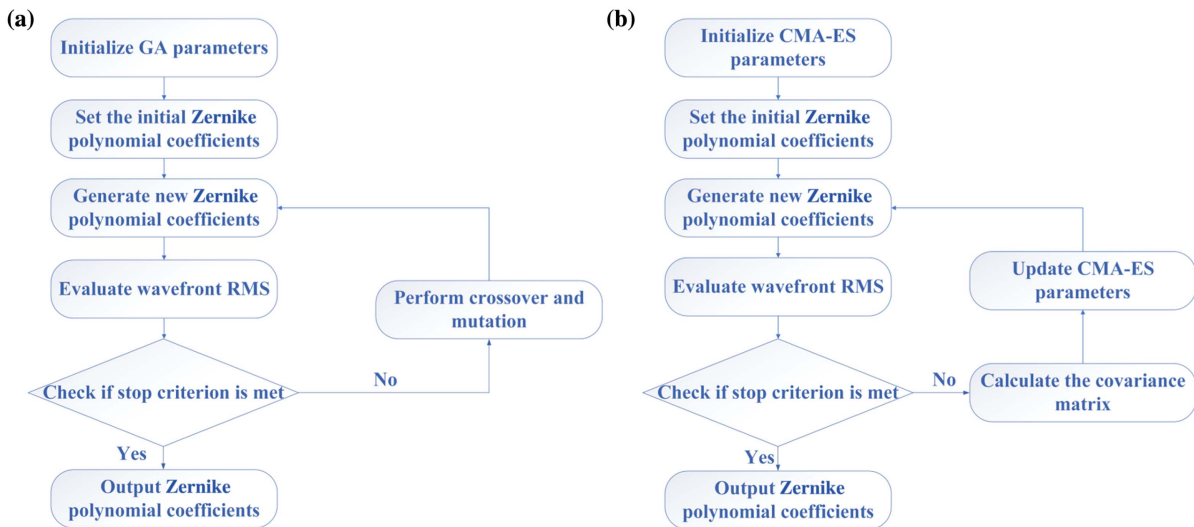 (a)
Initialize GA parameters
Set the initial Zernike
polynomial coefficients
Generate new Zernike
polynomial coefficients
Evaluate wavefront RMS
Perform crossover and
mutation
Check if stop criterion is met
No
Yes
Output Zernike
polynomial coefficients
(b)
Initialize CMA-ES
parameters
Set the initial Zernike
polynomial coefficients
Generate new Zernike
polynomial coefficients
Evaluate wavefront RMS
Update CMA-ES
parameters
Check if stop criterion is met
No
Calculate the covariance
matrix
Yes
Output Zernike
polynomial coefficients